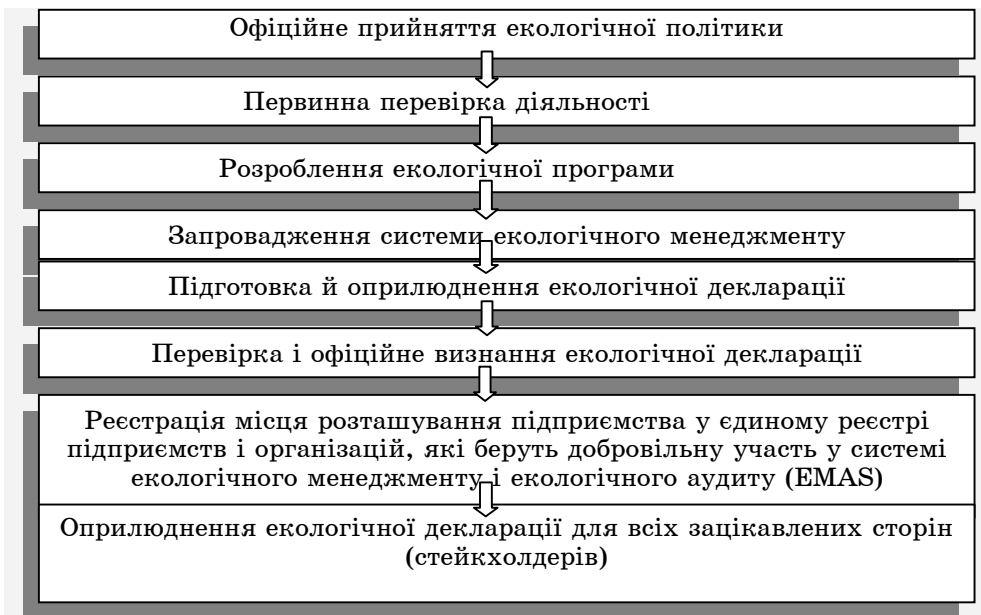 Офіційне прийняття екологічної політики
Первинна перевірка діяльності
Розроблення екологічної програми
Запровадження системи екологічного менеджменту
Підготовка й оприлюднення екологічної декларації
Перевірка і офіційне визнання екологічної декларації
Реєстрація місця розташування підприємства у єдиному реєстрі
підприємств і організацій, які беруть добровільну участь у системі
екологічного менеджменту і екологічного аудиту (EMAS)
Оприлюднення екологічної декларації для всіх зацікавлених сторін
(стейкхолдерів)